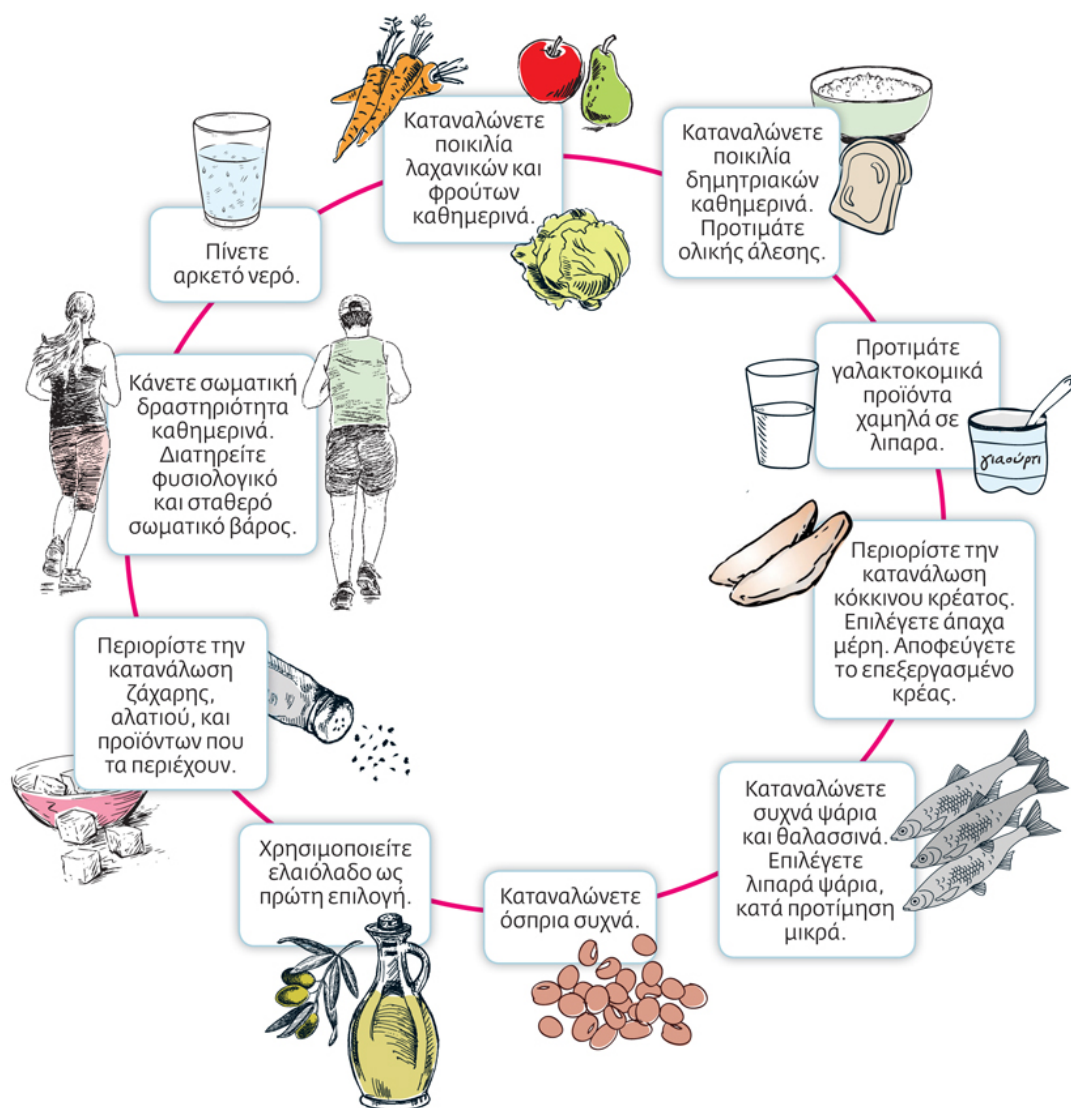 Καταναλώνετε
ποικιλία
λαχανικών και
φρούτων
καθημερινά.
Καταναλώνετε
ποικιλία
δημητριακών
καθημερινά.
Προτιμάτε
ολικής άλεσης.
Προτιμάτε
γαλακτοκομικά
προϊόντα
χαμηλά σε
λιπαρα.
γιαούρτι
Περιορίστε την
κατανάλωση
κόκκινου κρέατος.
Επιλέγετε άπαχα
μέρη. Αποφεύγετε
το επεξεργασμένο
κρέας.
Καταναλώνετε
συχνά ψάρια
και θαλασσινά.
Επιλέγετε
λιπαρά ψάρια,
κατά προτίμηση
μικρά.
Καταναλώνετε
όσπρια συχνά.
Χρησιμοποιείτε
ελαιόλαδο ως
πρώτη επιλογή.
Περιορίστε την
κατανάλωση
ζάχαρης,
αλατιού, και
προϊόντων που
τα περιέχουν.
Κάνετε σωματική
δραστηριότητα
καθημερινά.
Διατηρείτε
φυσιολογικό
και σταθερό
σωματικό βάρος.
Πίνετε
αρκετό νερό.